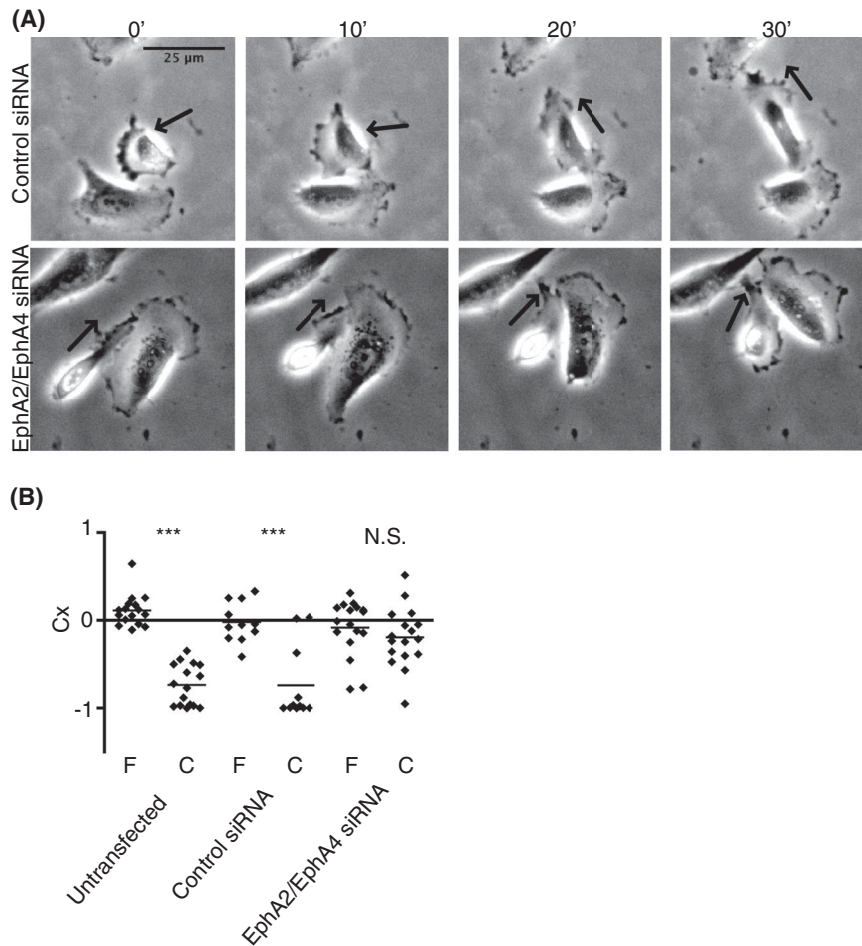 (A)
0’ 10’ 20’ 30’
25 µm
Control siRNA
EphA2/EphA4 siRNA
(B)
1
*** *** N.S.
Cx
0
-1
F C F C F C
Untransfected
Control siRNA
EphA2/EphA4 siRNA